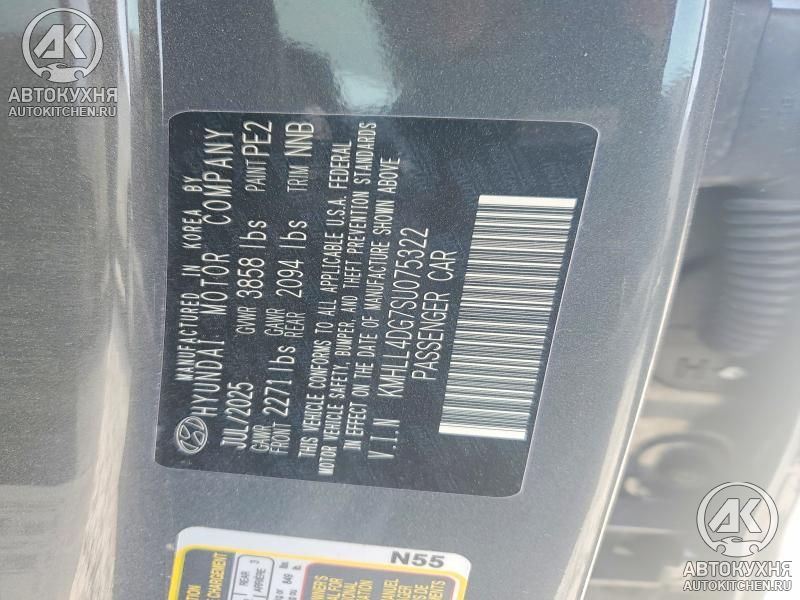 АВТОКУХНЯ
AUTOKITCHEN.RU
MANUFACTURED IN KOREA BY
HYUNDAI MOTOR COMPANY
JUL/2025 GVWR 3858 lbs PAINT PE2
GAWR FRONT 2271 lbs GAWR REAR 2094 lbs TRIM NNB
THIS VEHICLE CONFORMS TO ALL APPLICABLE U.S.A. FEDERAL
MOTOR VEHICLE SAFETY, BUMPER, AND THEFT PREVENTION STANDARDS
IN EFFECT ON THE DATE OF MANUFACTURE SHOWN ABOVE
V.I.N KMHLL4DG7SU075322
PASSENGER CAR
N55
REAR 3
ARRIÈRE
АВТОКУХНЯ
AUTOKITCHEN.RU